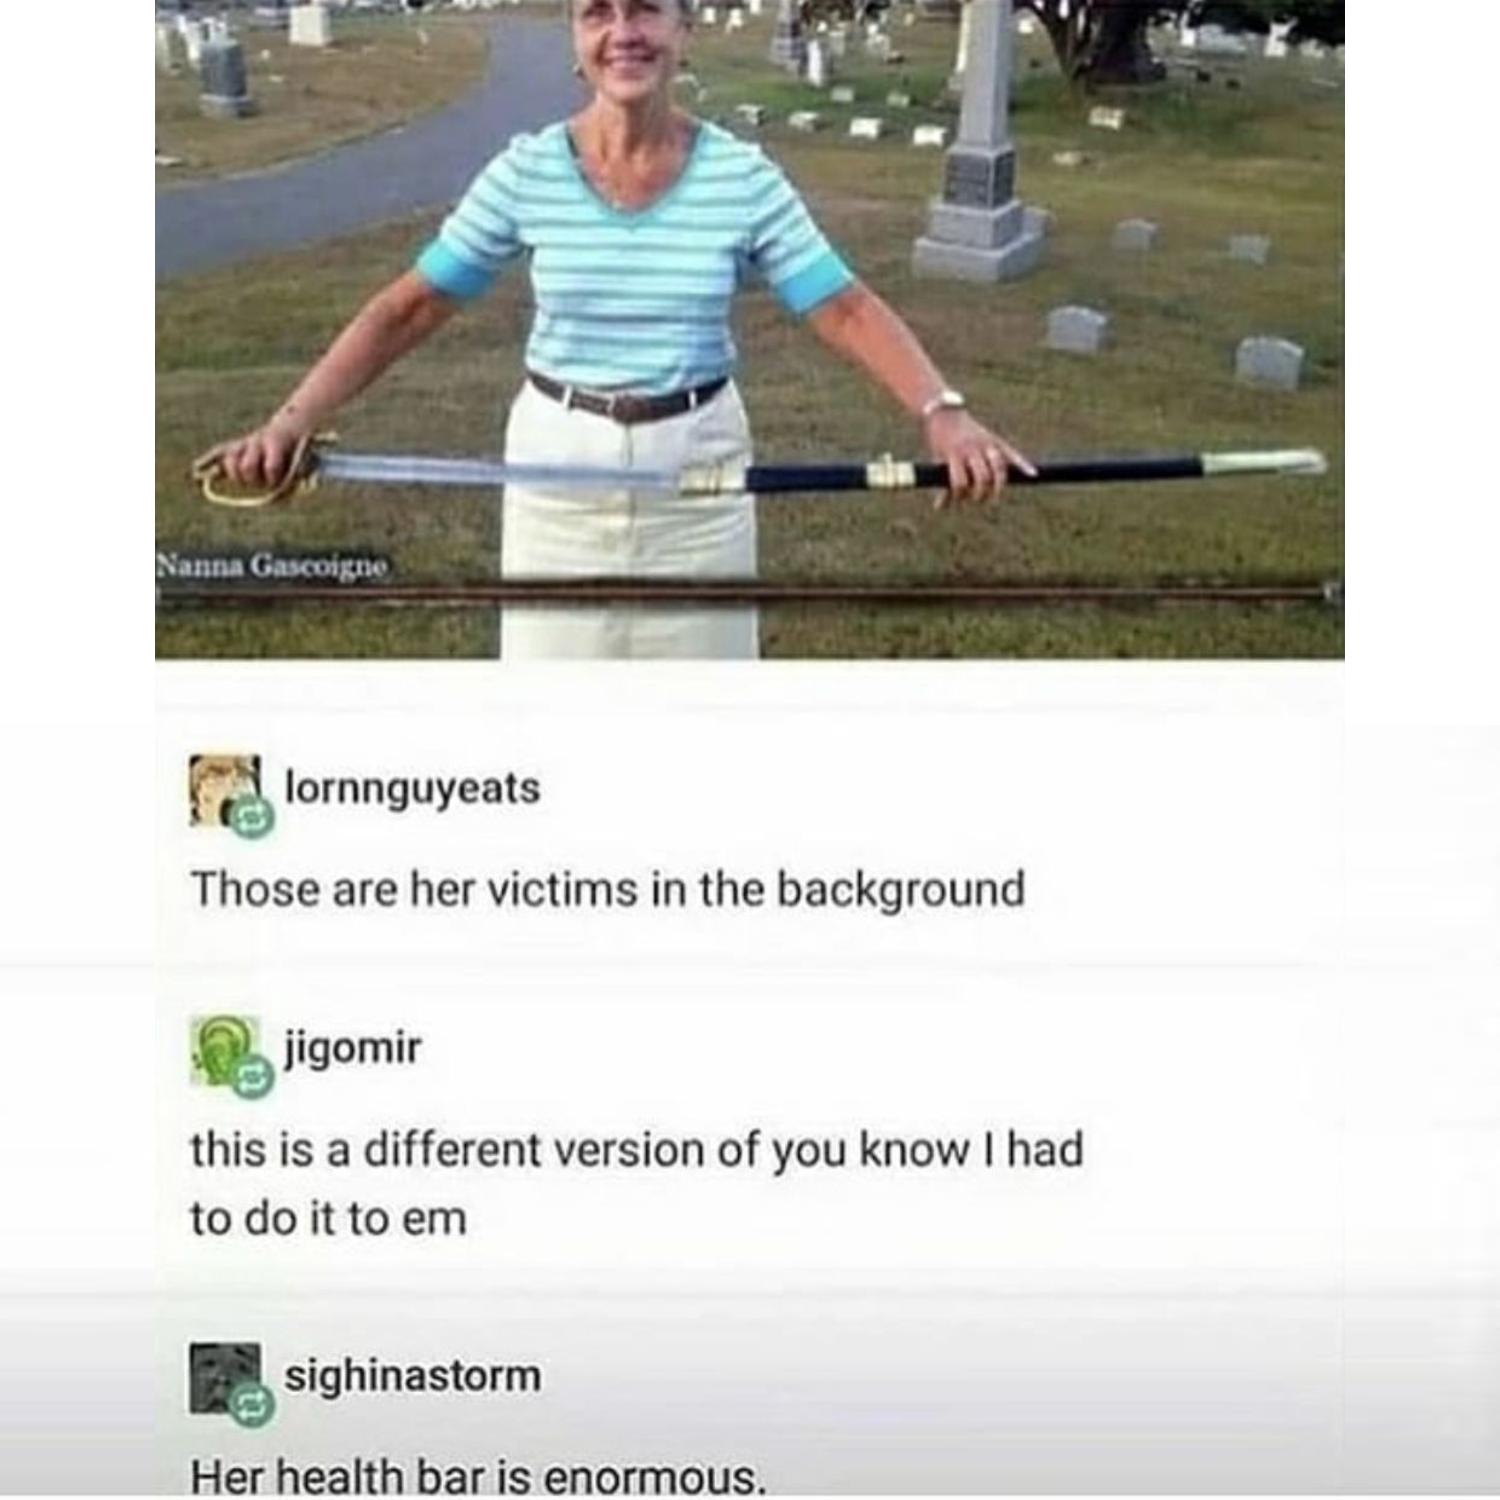 Nanna Gascoigne
lornnguyeats
Those are her victims in the background
jigomir
this is a different version of you know I had
to do it to em
sighinastorm
Her health bar is enormous.